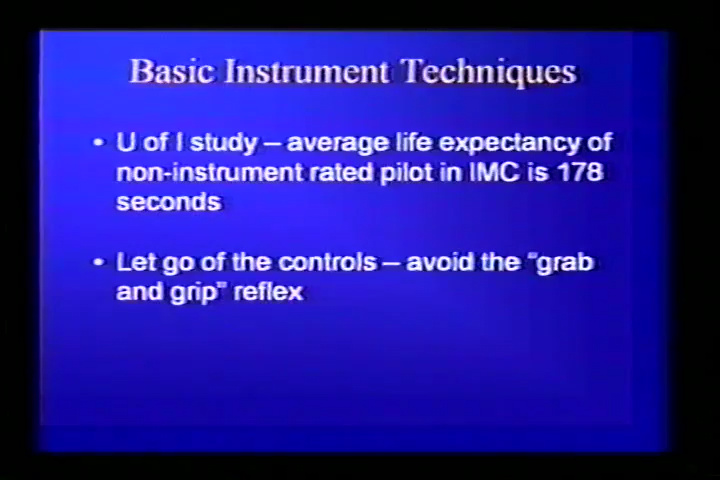 Basic Instrument Techniques
• U of I study – average life expectancy of
non-instrument rated pilot in IMC is 178
seconds
• Let go of the controls – avoid the “grab
and grip” reflex